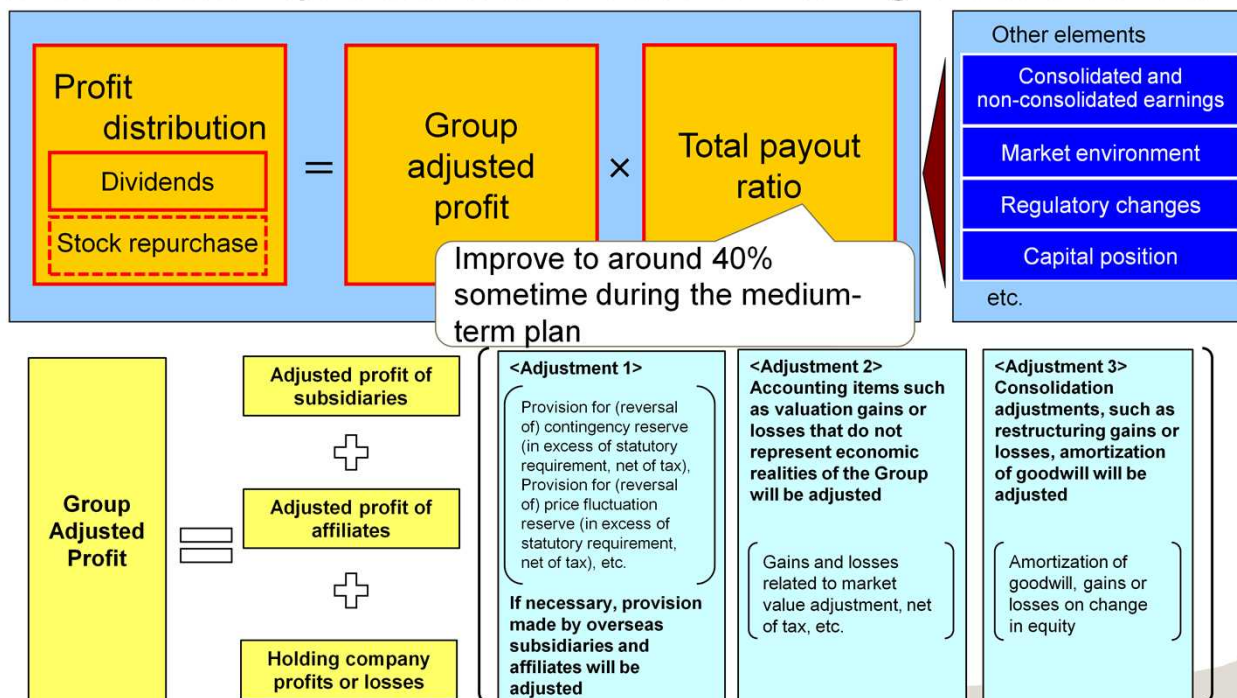 Profit
distribution
Dividends
Stock repurchase
=
Group
adjusted
profit
×
Total payout
ratio
Improve to around 40%
sometime during the medium-
term plan
Other elements
Consolidated and
non-consolidated earnings
Market environment
Regulatory changes
Capital position
etc.
Group
Adjusted
Profit
Adjusted profit of
subsidiaries
Adjusted profit of
affiliates
Holding company
profits or losses
<Adjustment 1>
Provision for (reversal
of) contingency reserve
(in excess of statutory
requirement, net of tax),
Provision for (reversal
of) price fluctuation
reserve (in excess of
statutory requirement,
net of tax), etc.
If necessary, provision
made by overseas
subsidiaries and
affiliates will be
adjusted
<Adjustment 2>
Accounting items such
as valuation gains or
losses that do not
represent economic
realities of the Group
will be adjusted
Gains and losses
related to market
value adjustment, net
of tax, etc.
<Adjustment 3>
Consolidation
adjustments, such as
restructuring gains or
losses, amortization
of goodwill will be
adjusted
Amortization of
goodwill, gains or
losses on change
in equity